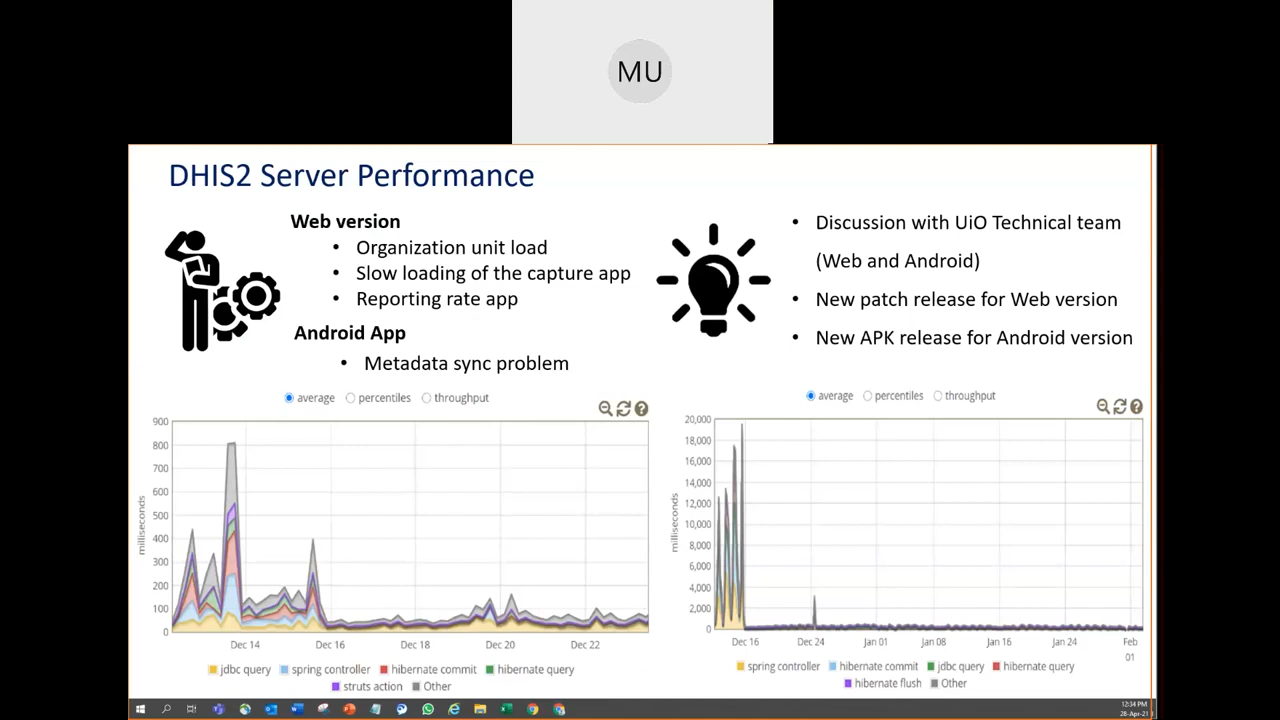 MU
DHIS2 Server Performance
Web version
• Organization unit load
• Slow loading of the capture app
• Reporting rate app
Android App
• Metadata sync problem
• Discussion with UiO Technical team
(Web and Android)
• New patch release for Web version
• New APK release for Android version
average percentiles throughput
900
800
700
600
500
400
300
200
100
0
milliseconds
Dec 14 Dec 16 Dec 18 Dec 20 Dec 22
jdbc query spring controller hibernate commit hibernate query
struts action Other
average percentiles throughput
20,000
18,000
16,000
14,000
12,000
10,000
8,000
6,000
4,000
2,000
0
milliseconds
Dec 16 Dec 24 Jan 01 Jan 08 Jan 16 Jan 24 Feb
01
spring controller hibernate commit jdbc query hibernate query
hibernate flush Other
12:34 PM
28-Apr-21